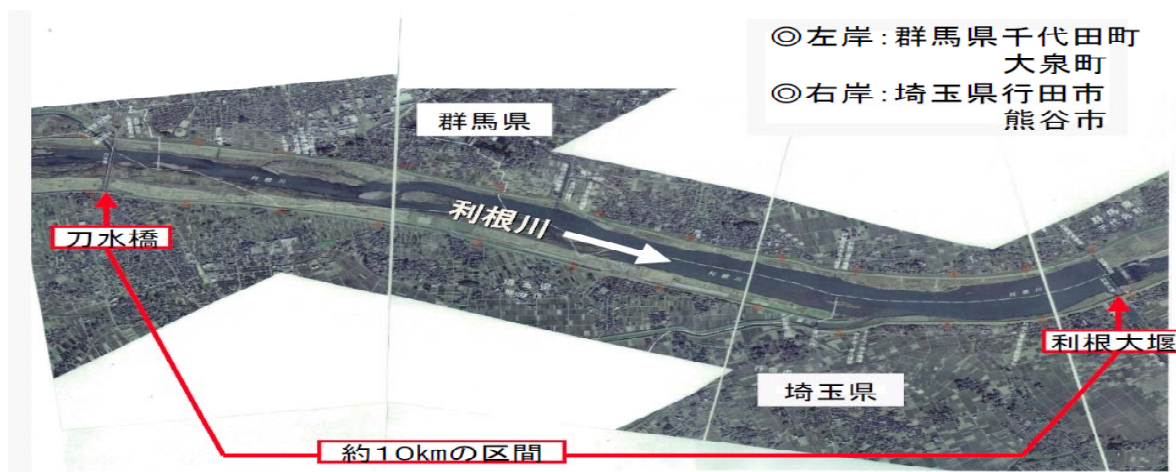 ◎左岸：群馬県千代田町
大泉町
◎右岸：埼玉県行田市
熊谷市
群馬県
利根川
刀水橋
利根大堰
埼玉県
約10kmの区間